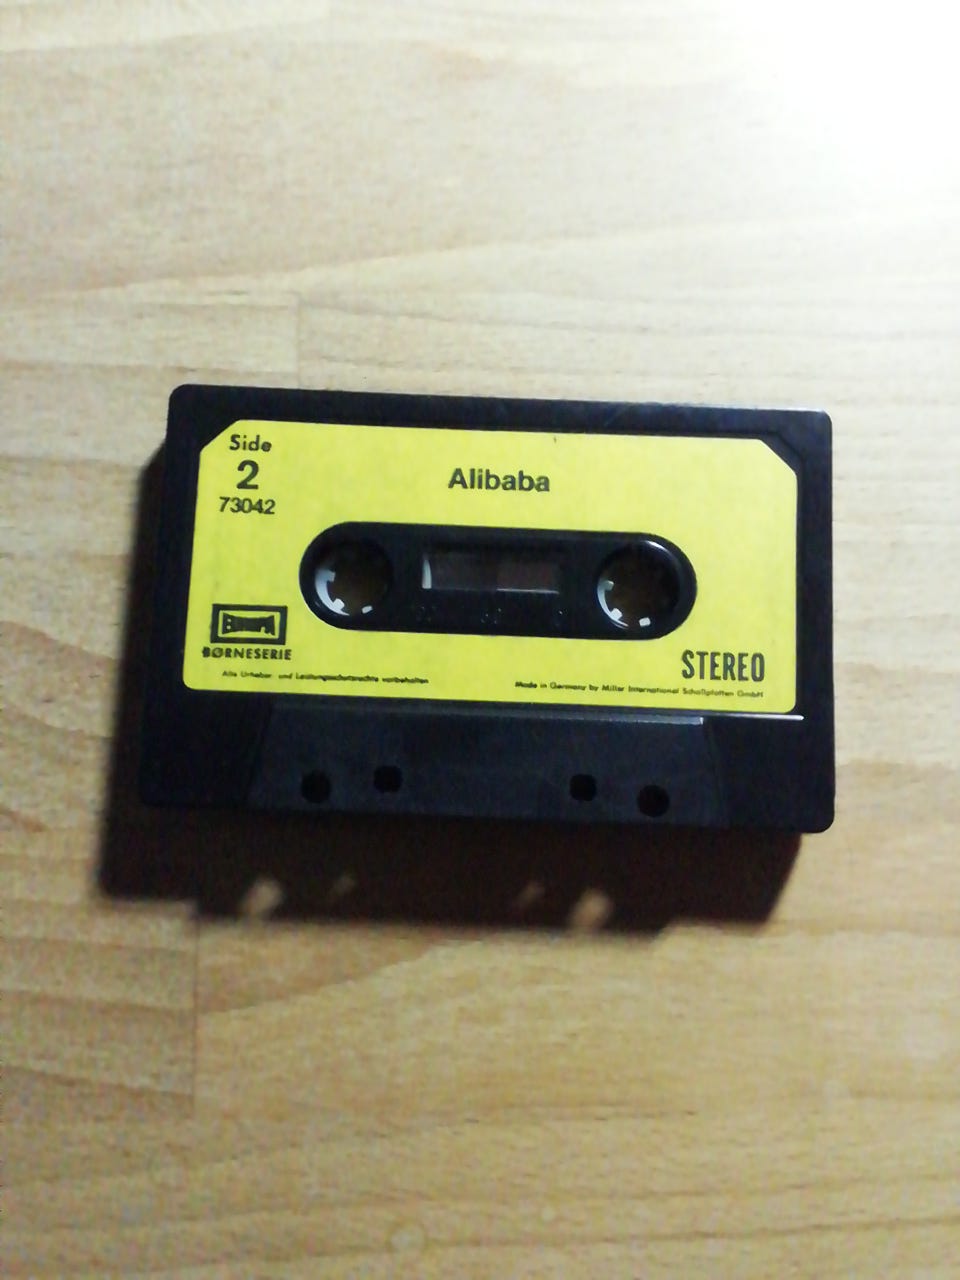 Side
2
73042
Alibaba
EUROPA
BØRNESERIE
STEREO
Alle Urheber- und Leistungsschutzrechte vorbehalten
Made in Germany by Miller International Schallplatten GmbH